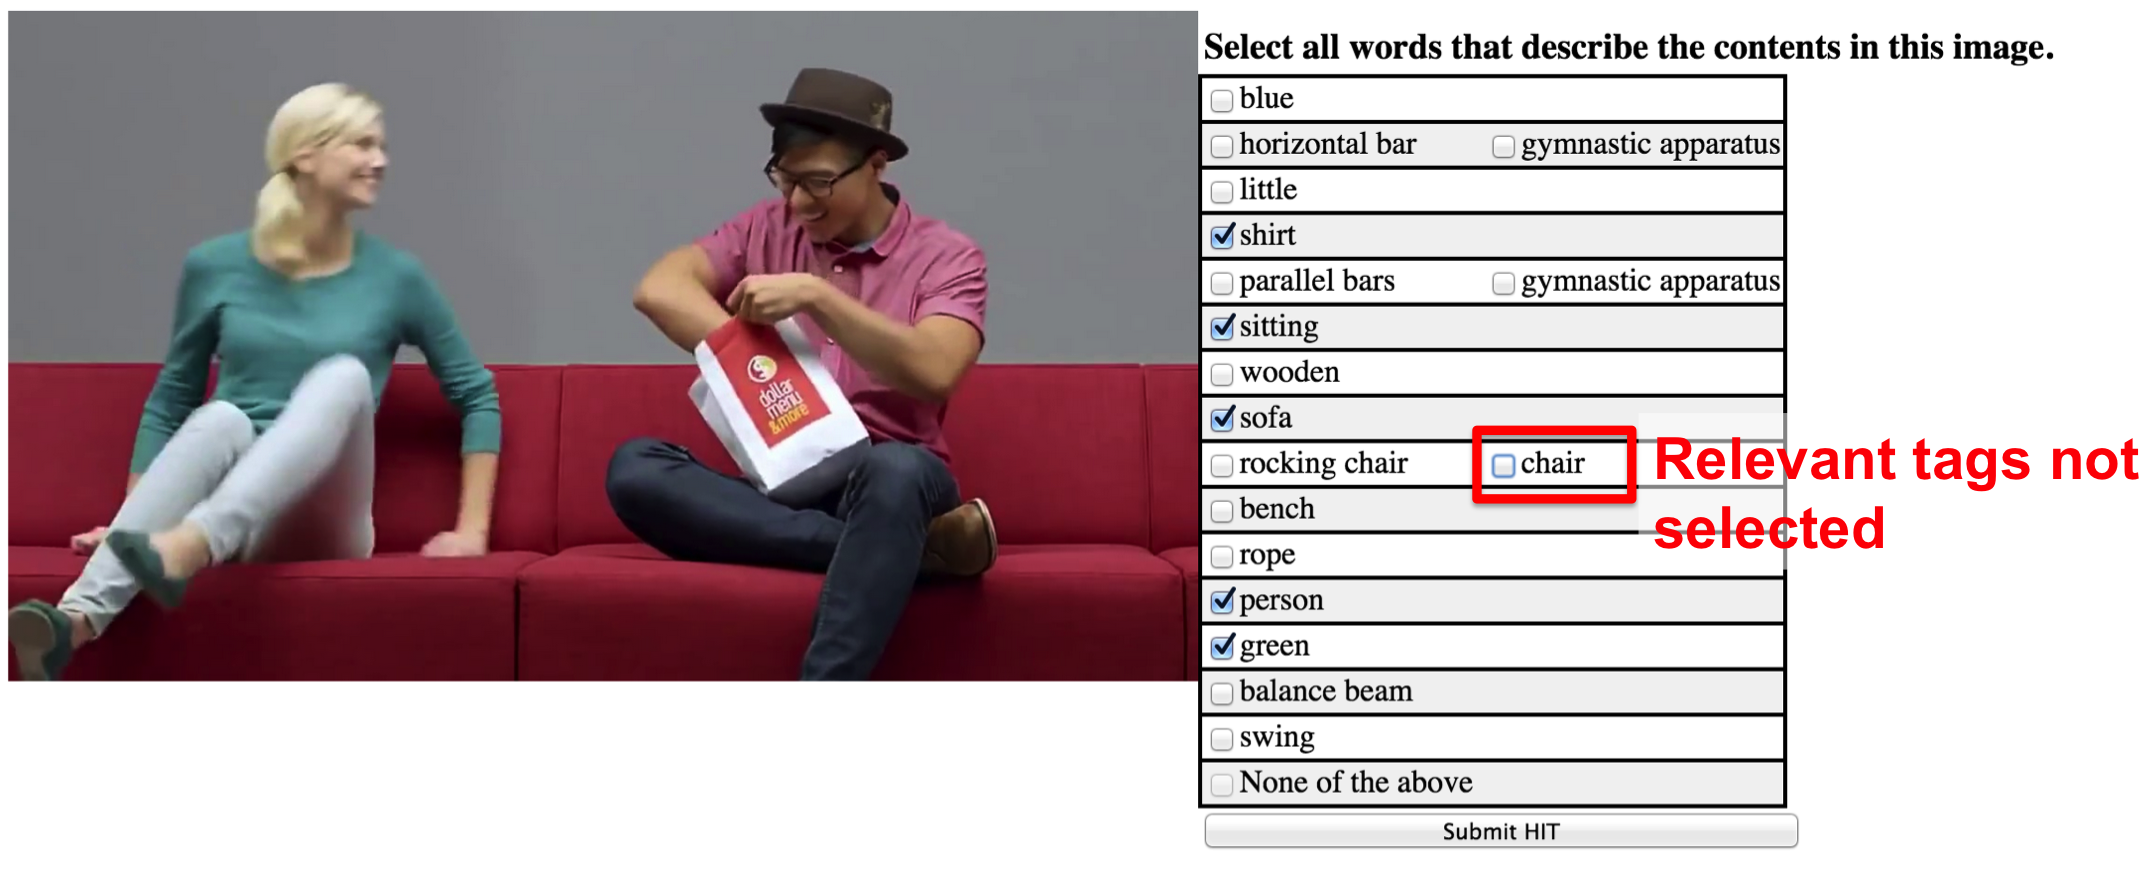 Select all words that describe the contents in this image.
blue
horizontal bar gymnastic apparatus
little
shirt
parallel bars gymnastic apparatus
sitting
wooden
sofa
rocking chair chair
Relevant tags not
selected
bench
rope
person
green
balance beam
swing
None of the above
Submit HIT
dollar
menu
&more